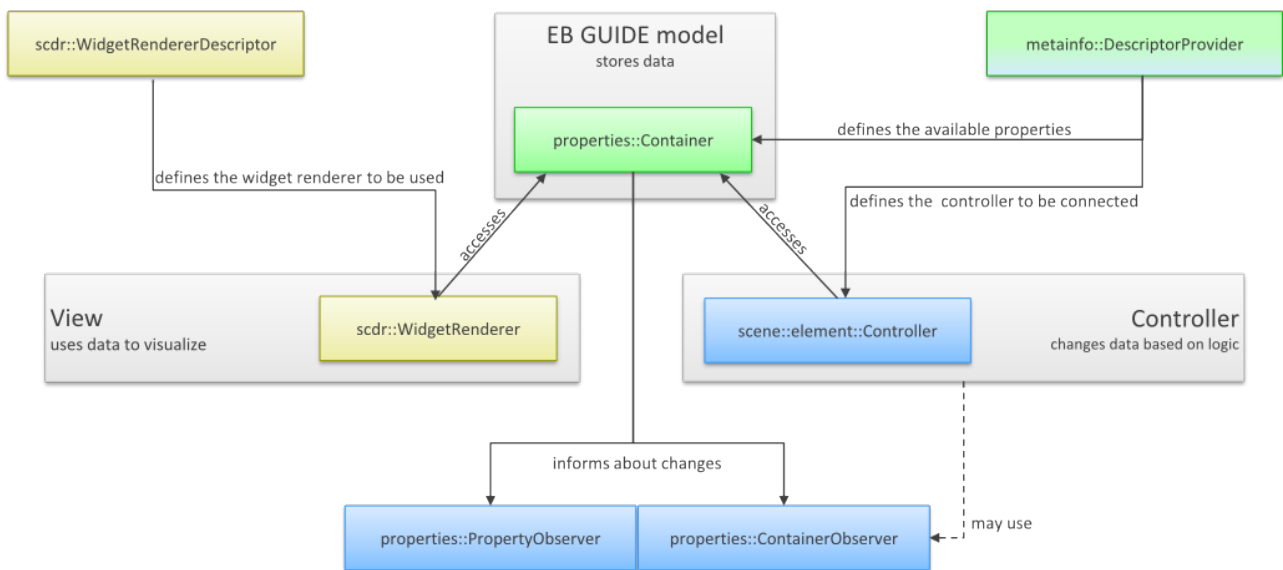 scdr::WidgetRendererDescriptor
EB GUIDE model
stores data
metainfo::DescriptorProvider
properties::Container
defines the available properties
defines the widget renderer to be used
accesses
accesses
defines the  controller to be connected
View
uses data to visualize
scdr::WidgetRenderer
scene::element::Controller
Controller
changes data based on logic
informs about changes
properties::PropertyObserver
properties::ContainerObserver
may use